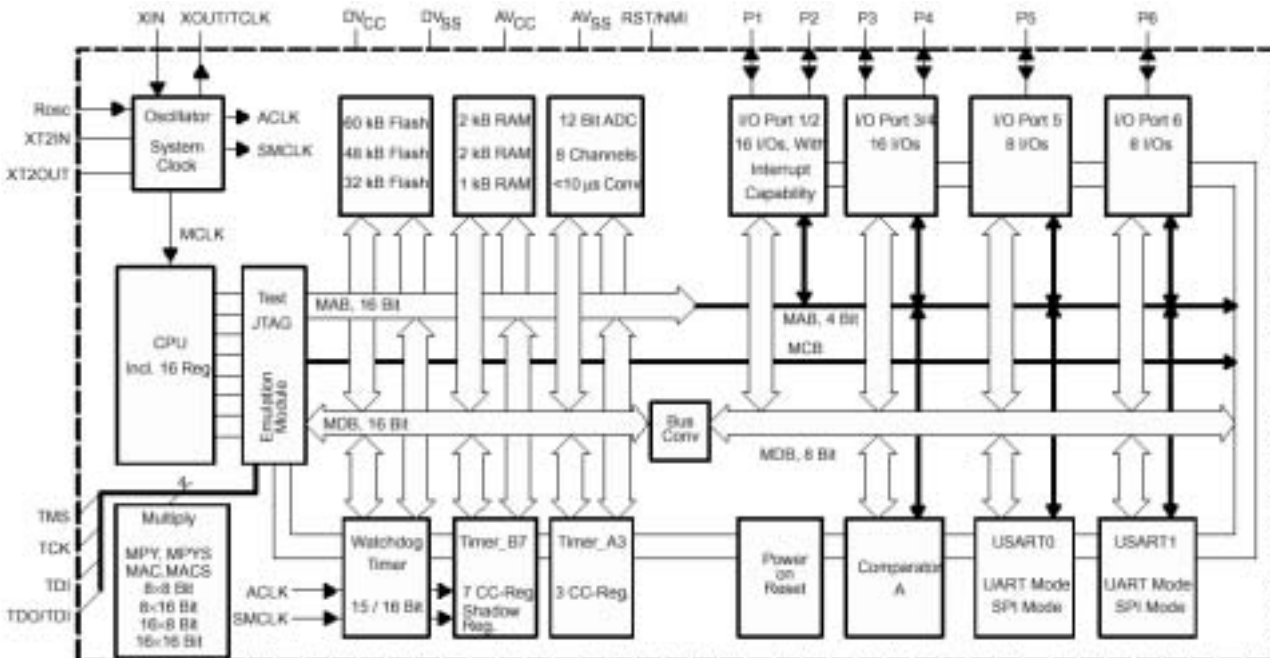 XIN
XOUT/TCLK
DVCC
DVSS
AVCC
AVSS
RST/NMI
P1
P2
P3
P4
P5
P6
Rosc
XT2IN
XT2OUT
Oscillator
System
Clock
ACLK
SMCLK
MCLK
60 kB Flash
48 kB Flash
32 kB Flash
2 kB RAM
2 kB RAM
1 kB RAM
12 Bit ADC
8 Channels
<10 µs Conv
I/O Port 1/2
16 I/Os, With
Interrupt
Capability
I/O Port 3/4
16 I/Os
I/O Port 5
8 I/Os
I/O Port 6
8 I/Os
CPU
Incl. 16 Reg
Test
JTAG
Emulation
Module
MAB, 16 Bit
MAB, 4 Bit
MCB
MDB, 16 Bit
Bus
Conv
MDB, 8 Bit
TMS
TCK
TDI
TDO/TDI
Multiply
MPY, MPYS
MAC,MACS
8×8 Bit
8×16 Bit
16×8 Bit
16×16 Bit
ACLK
SMCLK
Watchdog
Timer
15 / 16 Bit
Timer_B7
7 CC-Reg
Shadow
Reg.
Timer_A3
3 CC-Reg.
Power
on
Reset
Comparator
A
USART0
UART Mode
SPI Mode
USART1
UART Mode
SPI Mode